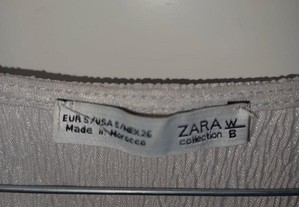 EUR S/USA S/MEX 26
Made in Morocco
ZARA W/B
collection